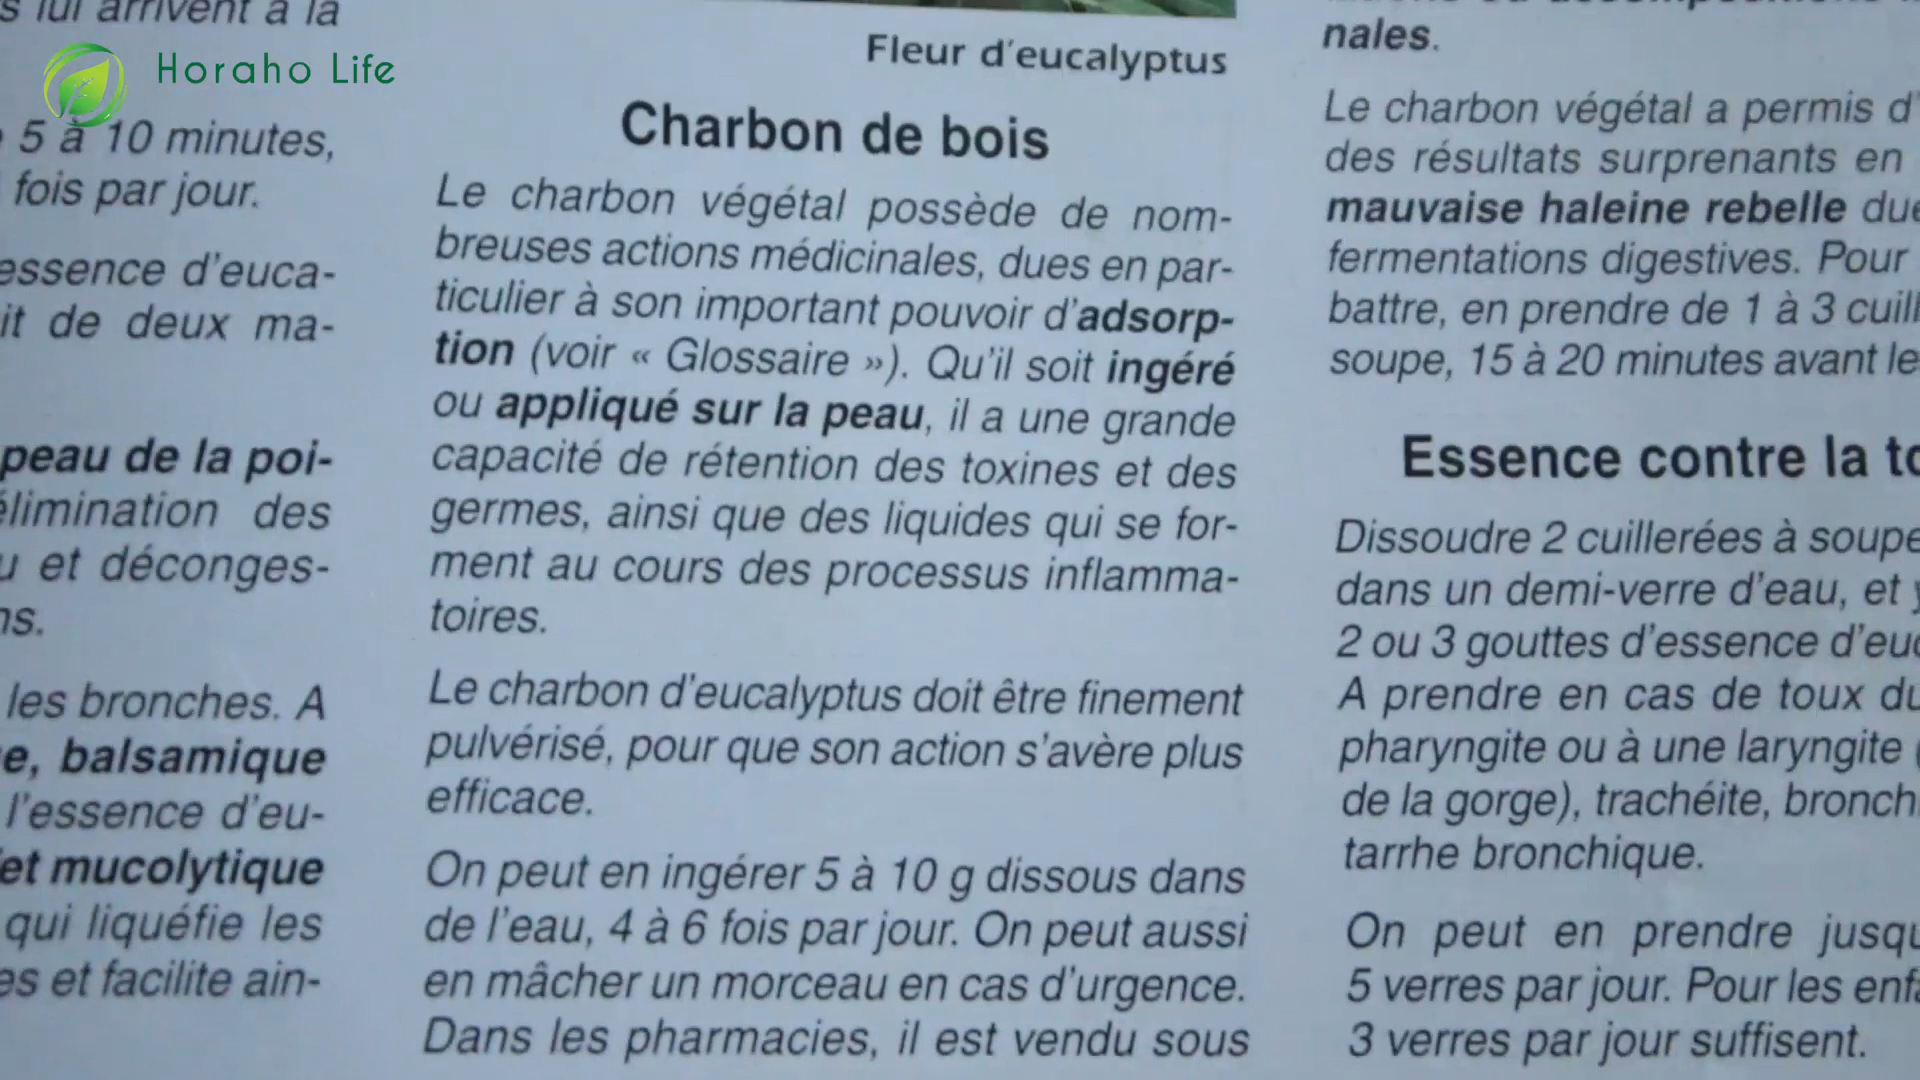 s lui arrivent à la
Horaho Life
5 à 10 minutes,
fois par jour.
essence d'euca-
it de deux ma-
peau de la poi-
élimination des
u et déconges-
ns.
les bronches. A
e, balsamique
l'essence d'eu-
et mucolytique
qui liquéfie les
es et facilite ain-
Fleur d'eucalyptus
Charbon de bois
Le charbon végétal possède de nom-
breuses actions médicinales, dues en par-
ticulier à son important pouvoir d'adsorp-
tion (voir « Glossaire »). Qu'il soit ingéré
ou appliqué sur la peau, il a une grande
capacité de rétention des toxines et des
germes, ainsi que des liquides qui se for-
ment au cours des processus inflamma-
toires.
Le charbon d'eucalyptus doit être finement
pulvérisé, pour que son action s'avère plus
efficace.
On peut en ingérer 5 à 10 g dissous dans
de l'eau, 4 à 6 fois par jour. On peut aussi
en mâcher un morceau en cas d'urgence.
Dans les pharmacies, il est vendu sous
nales.
Le charbon végétal a permis d'
des résultats surprenants en
mauvaise haleine rebelle due
fermentations digestives. Pour
battre, en prendre de 1 à 3 cuill
soupe, 15 à 20 minutes avant le
Essence contre la to
Dissoudre 2 cuillerées à soupe
dans un demi-verre d'eau, et y
2 ou 3 gouttes d'essence d'euc
A prendre en cas de toux du
pharyngite ou à une laryngite (
de la gorge), trachéite, bronch
tarrhe bronchique.
On peut en prendre jusqu
5 verres par jour. Pour les enfa
3 verres par jour suffisent.